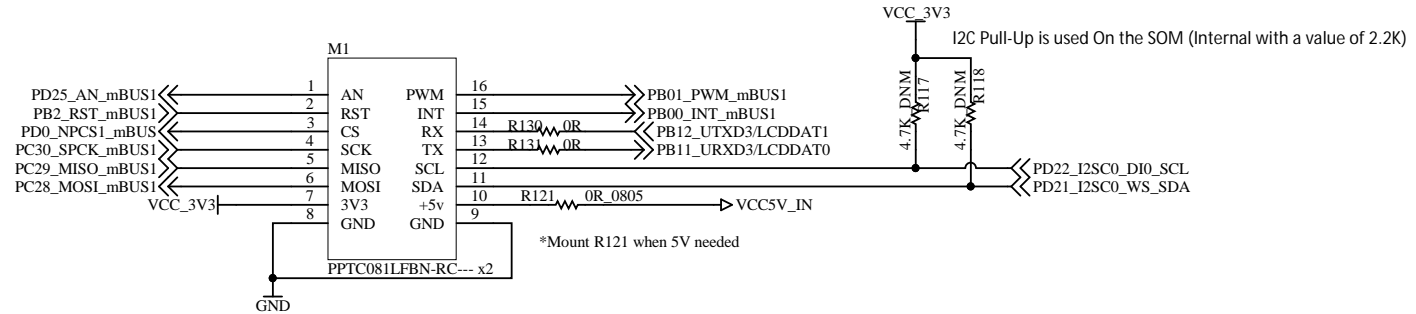 VCC_3V3
I2C Pull-Up is used On the SOM (Internal with a value of 2.2K)
4.7K_DNM
R117
4.7K_DNM
R118
M1
PD25_AN_mBUS1 1 AN PWM 16 PB01_PWM_mBUS1
PB2_RST_mBUS1 2 RST INT 15 PB00_INT_mBUS1
PD0_NPCS1_mBUS 3 CS RX 14 R130 0R PB12_UTXD3/LCDDAT1
PC30_SPCK_mBUS1 4 SCK TX 13 R131 0R PB11_URXD3/LCDDAT0
PC29_MISO_mBUS1 5 MISO SCL 12 PD22_I2SC0_DI0_SCL
PC28_MOSI_mBUS1 6 MOSI SDA 11 PD21_I2SC0_WS_SDA
VCC_3V3 7 3V3 +5v 10 R121 0R_0805 VCC5V_IN
8 GND GND 9
*Mount R121 when 5V needed
PPTC081LFBN-RC--- x2
GND